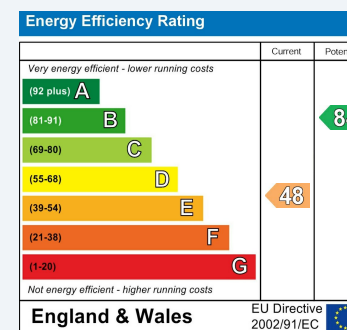 Energy Efficiency Rating
Current
Very energy efficient - lower running costs
(92 plus) A
(81-91) B
(69-80) C
(55-68) D
(39-54) E
48
(21-38) F
(1-20) G
Not energy efficient - higher running costs
England & Wales
EU Directive
2002/91/EC